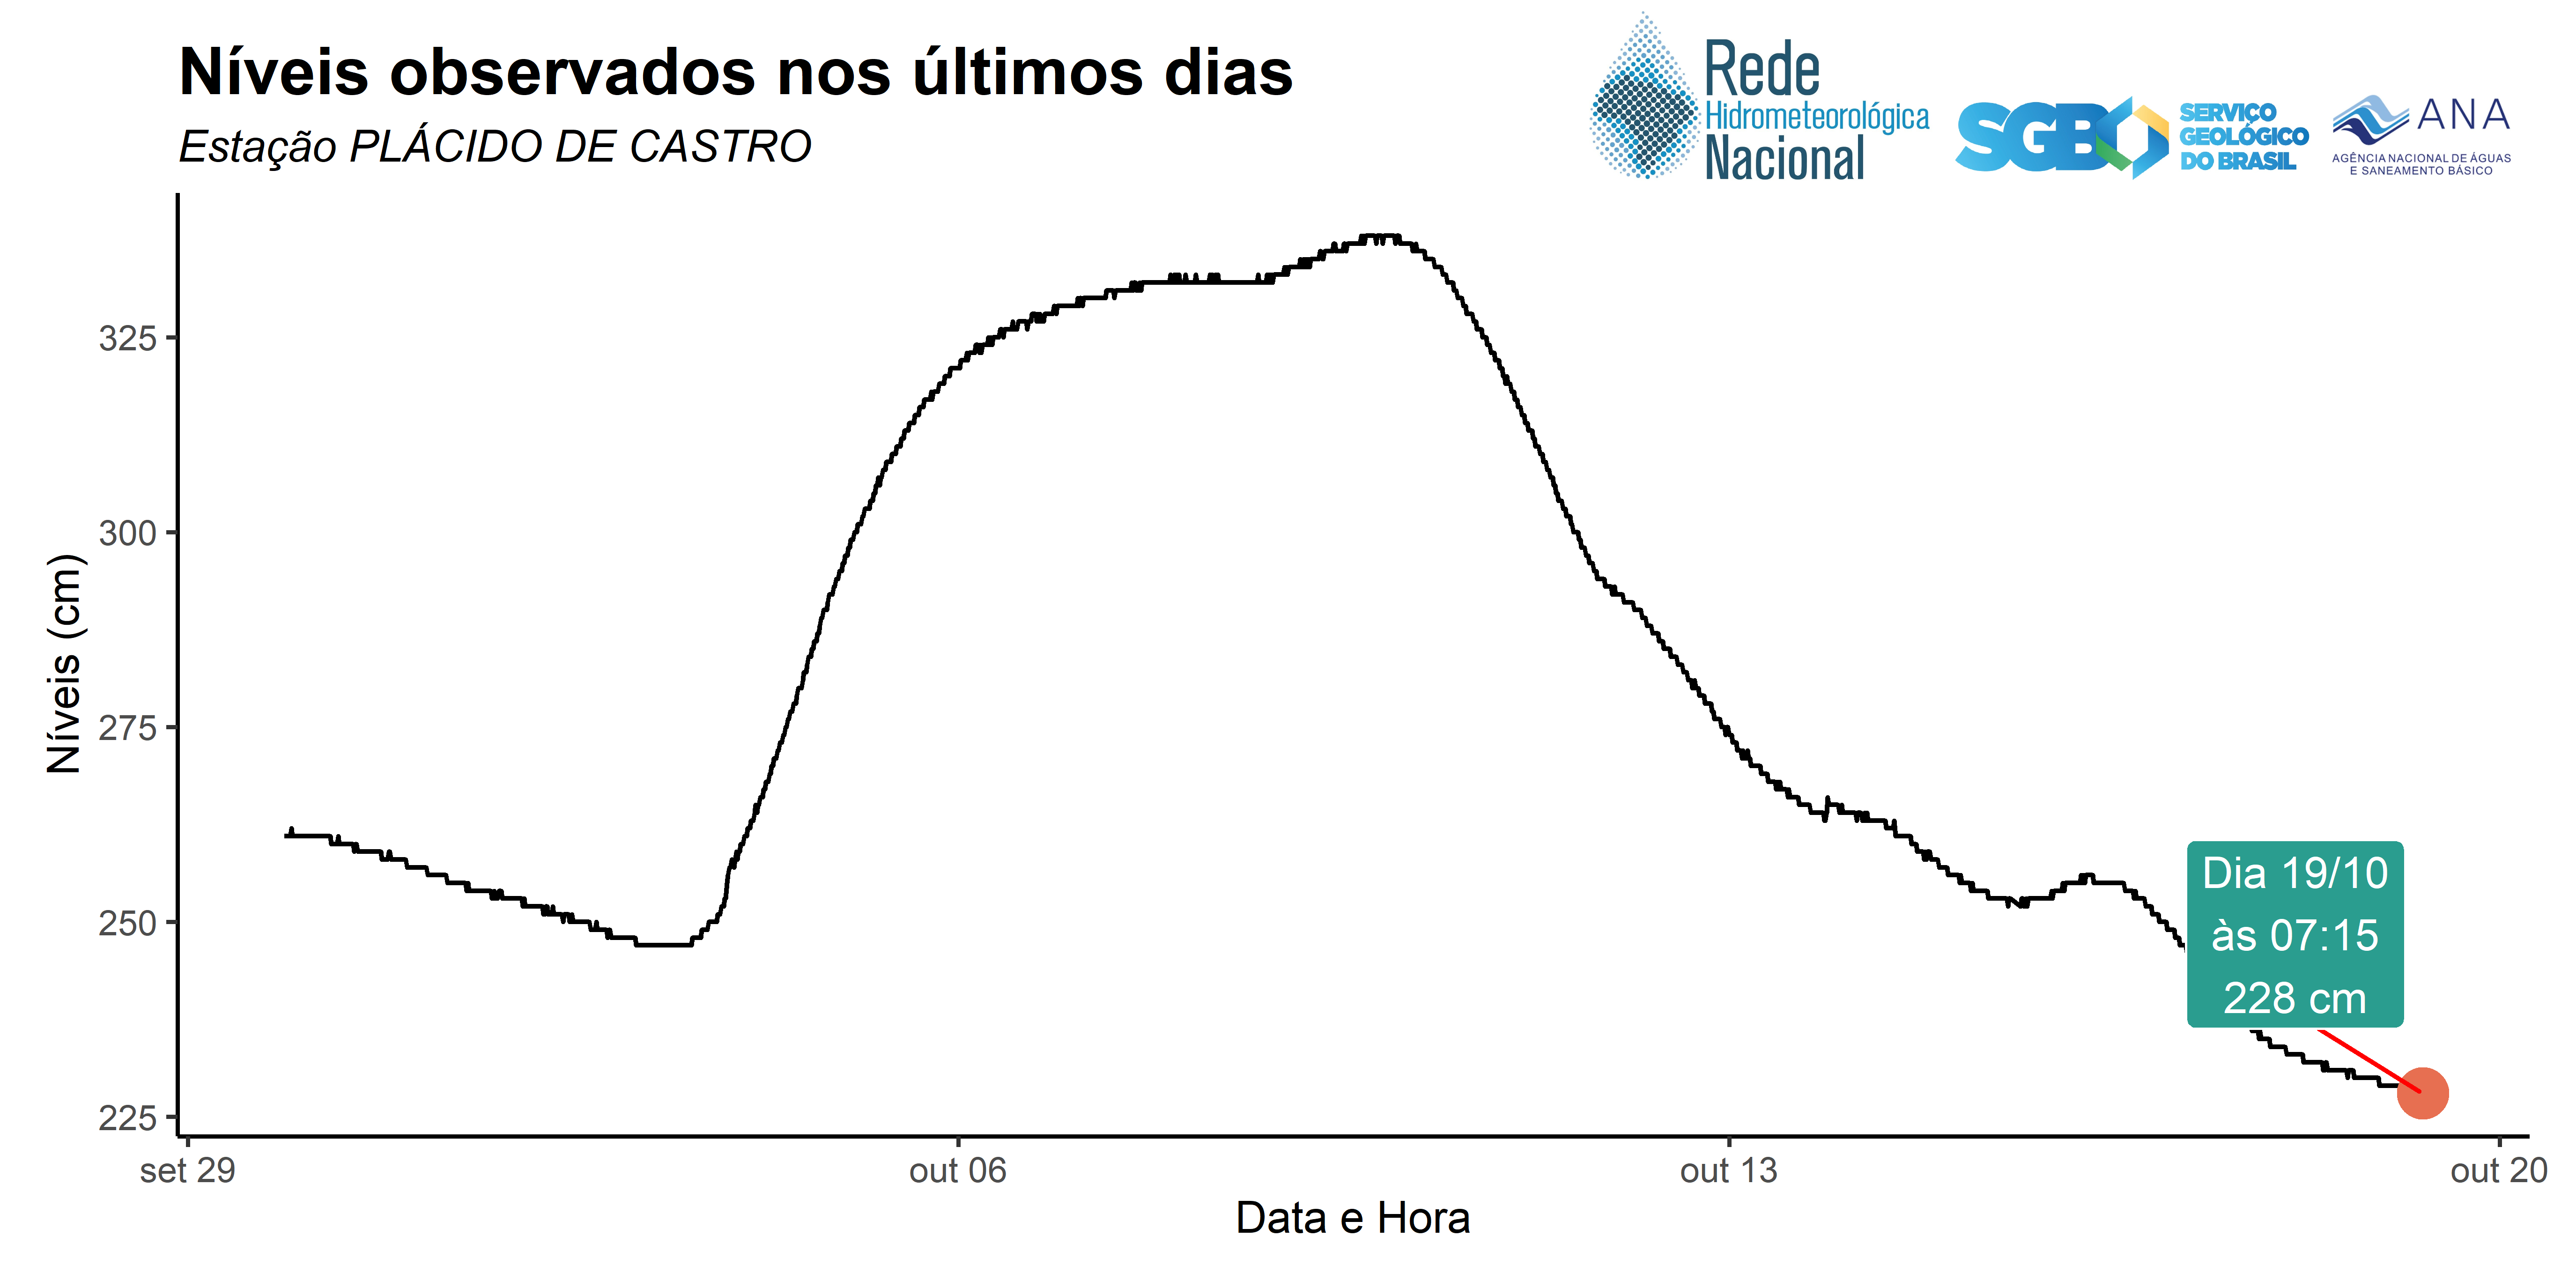 Níveis observados nos últimos dias
Estação PLÁCIDO DE CASTRO
Rede
Hidrometeorológica
Nacional
SGB
SERVIÇO
GEOLÓGICO
DO BRASIL
ANA
AGÊNCIA NACIONAL DE ÁGUAS
E SANEAMENTO BÁSICO
Níveis (cm)
325
300
275
250
225
Dia 19/10
às 07:15
228 cm
set 29
out 06
out 13
out 20
Data e Hora